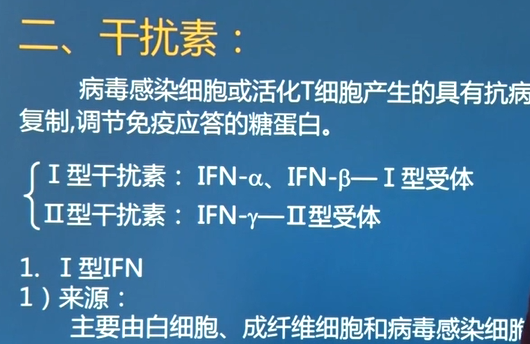 二、干扰素：
病毒感染细胞或活化T细胞产生的具有抗病
复制,调节免疫应答的糖蛋白。
Ⅰ型干扰素： IFN-α、IFN-β—Ⅰ型受体
Ⅱ型干扰素： IFN-γ—Ⅱ型受体
1. Ⅰ型IFN
1）来源：
主要由白细胞、成纤维细胞和病毒感染细胞